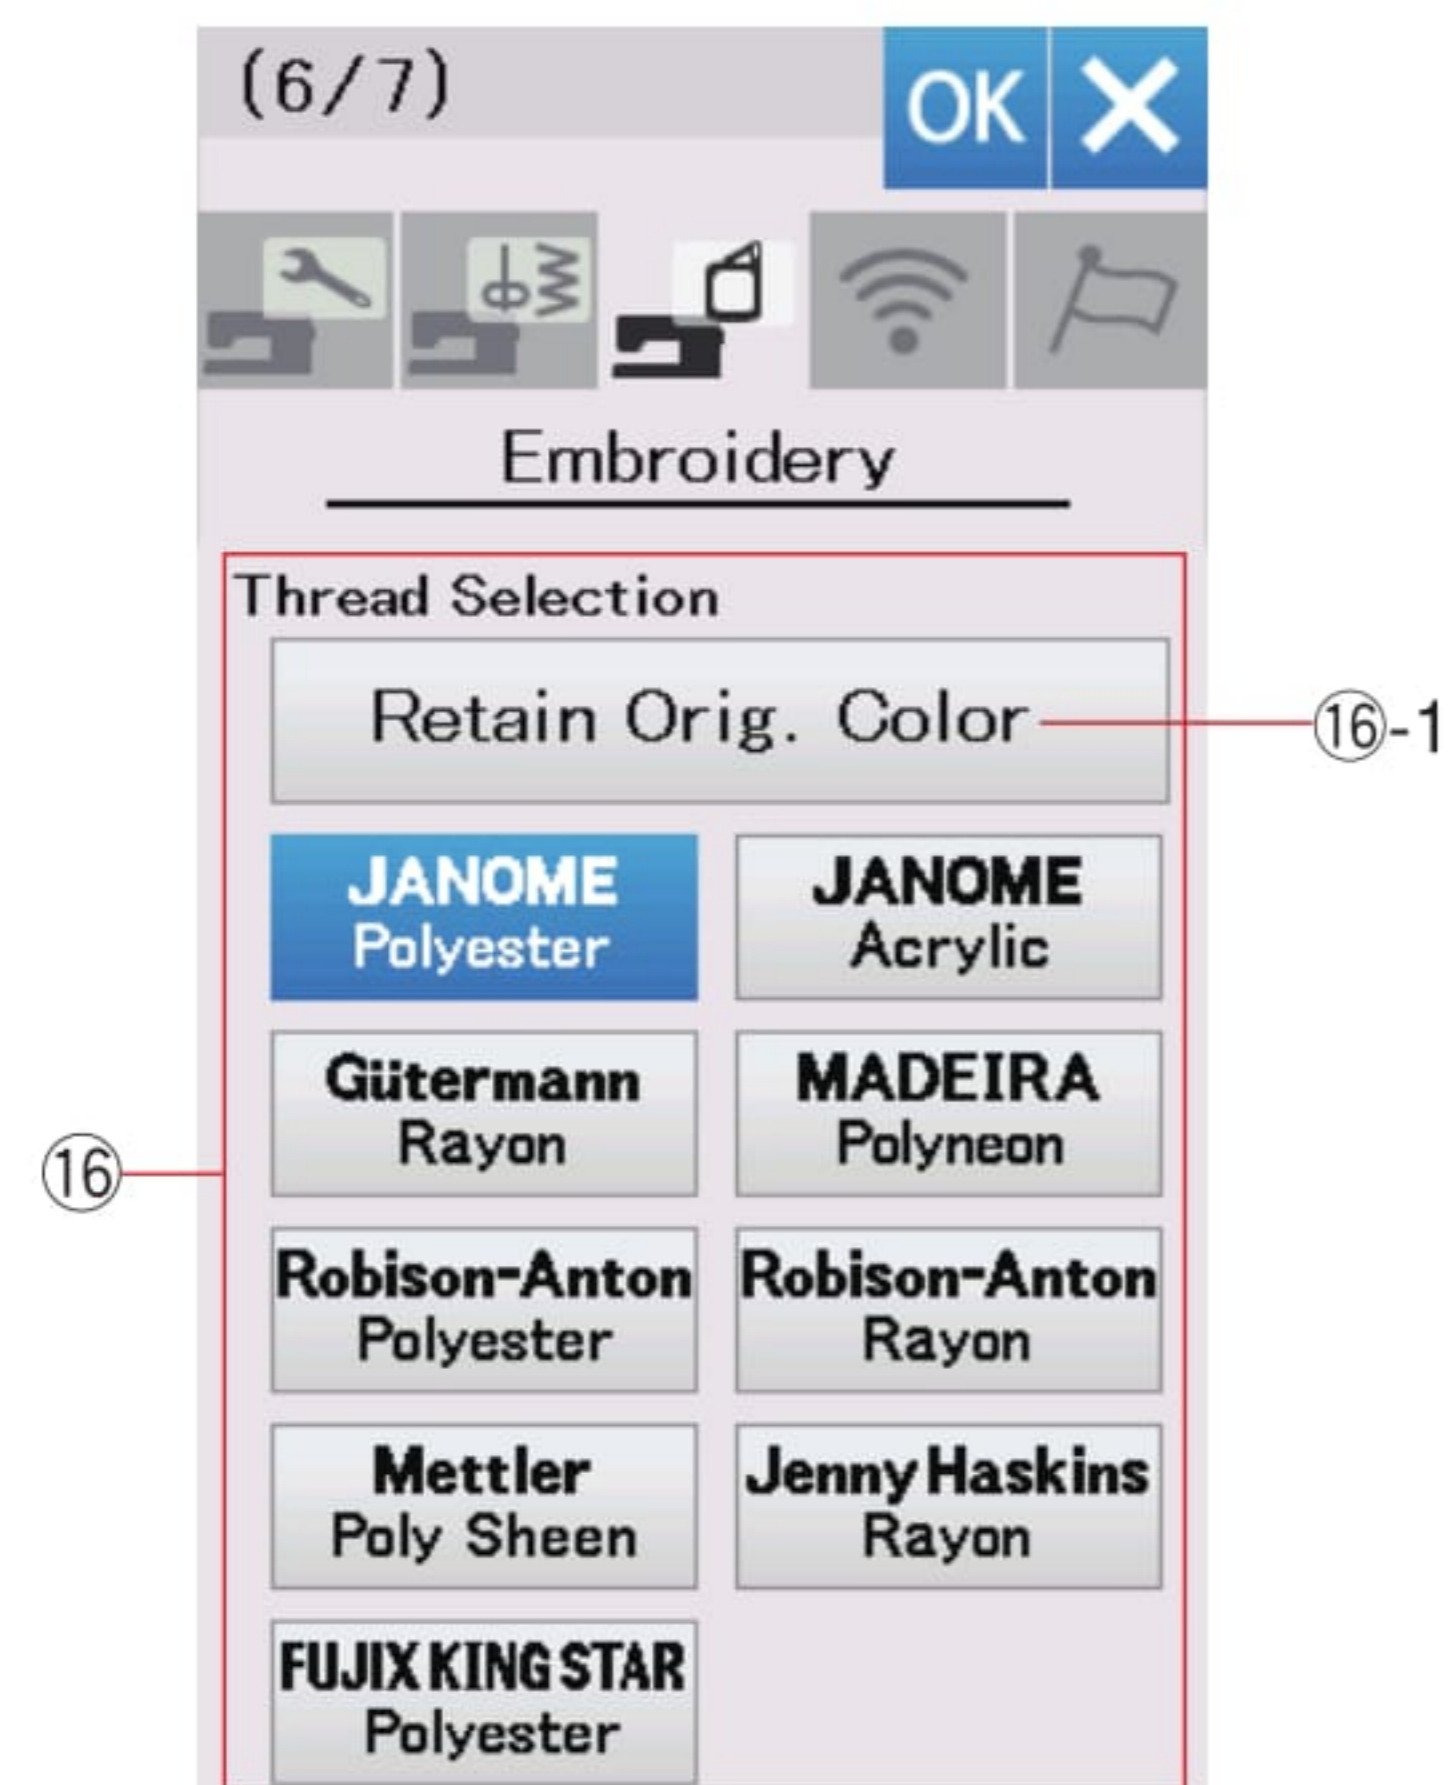 (6/7)
OK
Embroidery
Thread Selection
Retain Orig. Color
⑯-1
JANOME
Polyester
JANOME
Acrylic
Gütermann
Rayon
MADEIRA
Polyneon
⑯
Robison-Anton
Polyester
Robison-Anton
Rayon
Mettler
Poly Sheen
Jenny Haskins
Rayon
FUJIX KING STAR
Polyester